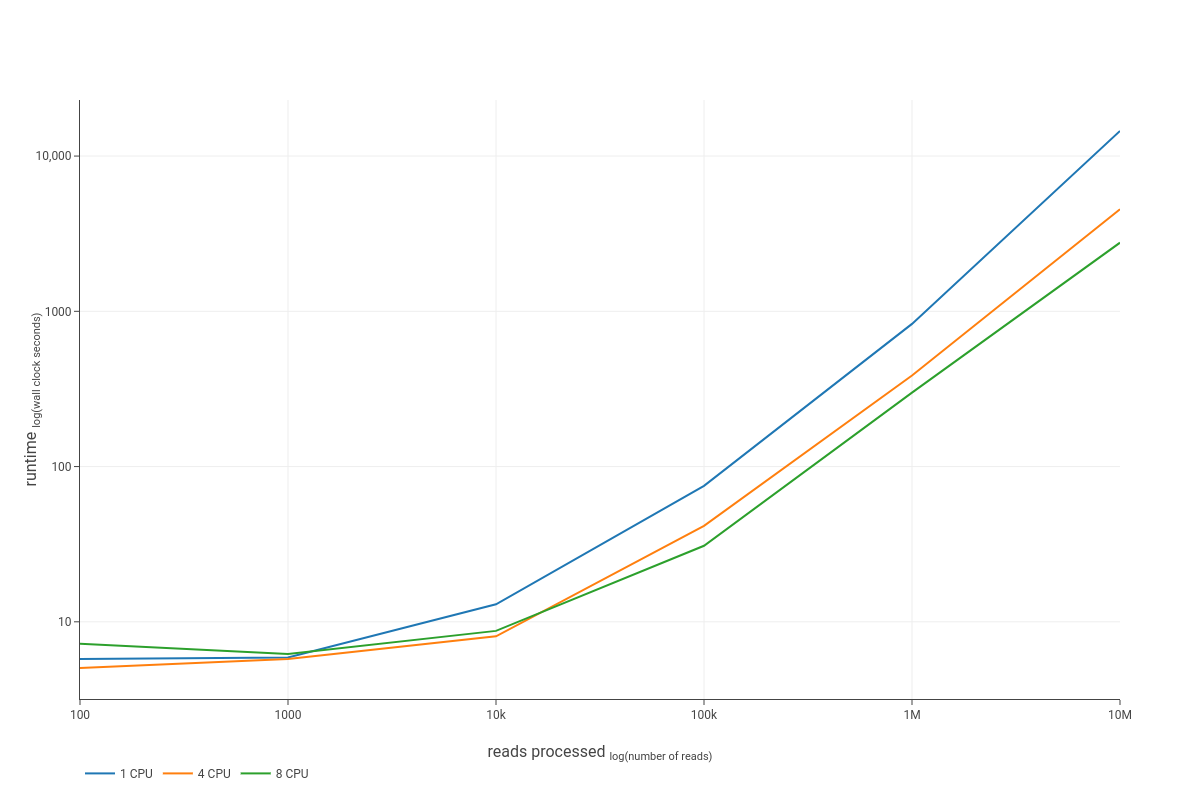 10,000
1000
100
10
runtime log(wall clock seconds)
100 1000 10k 100k 1M 10M
reads processed log(number of reads)
1 CPU 4 CPU 8 CPU